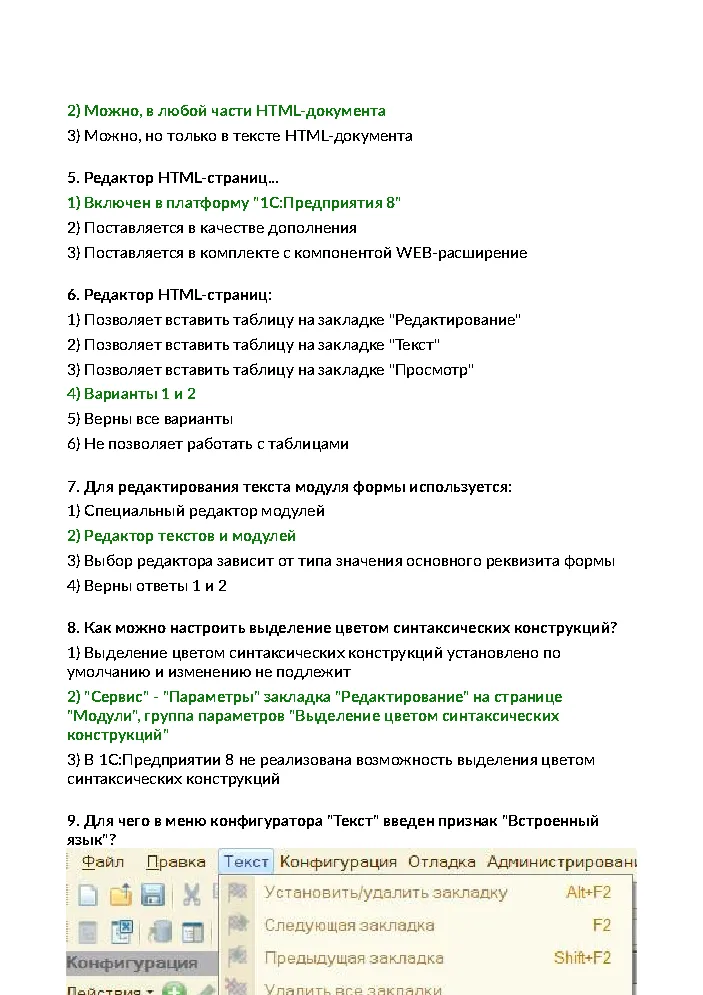 2) Можно, в любой части HTML-документа
3) Можно, но только в тексте HTML-документа
5. Редактор HTML-страниц...
1) Включен в платформу "1С:Предприятия 8"
2) Поставляется в качестве дополнения
3) Поставляется в комплекте с компонентой WEB-расширение
6. Редактор HTML-страниц:
1) Позволяет вставить таблицу на закладке "Редактирование"
2) Позволяет вставить таблицу на закладке "Текст"
3) Позволяет вставить таблицу на закладке "Просмотр"
4) Варианты 1 и 2
5) Верны все варианты
6) Не позволяет работать с таблицами
7. Для редактирования текста модуля формы используется:
1) Специальный редактор модулей
2) Редактор текстов и модулей
3) Выбор редактора зависит от типа значения основного реквизита формы
4) Верны ответы 1 и 2
8. Как можно настроить выделение цветом синтаксических конструкций?
1) Выделение цветом синтаксических конструкций установлено по
умолчанию и изменению не подлежит
2) "Сервис" - "Параметры" закладка "Редактирование" на странице
"Модули", группа параметров "Выделение цветом синтаксических
конструкций"
3) В 1С:Предприятии 8 не реализована возможность выделения цветом
синтаксических конструкций
9. Для чего в меню конфигуратора "Текст" введен признак "Встроенный
язык"?
Файл Правка Текст Конфигурация Отладка Администрировани
Установить/удалить закладку Alt+F2
Следующая закладка F2
Конфигурация Предыдущая закладка Shift+F2
Действия Удалить все закладки